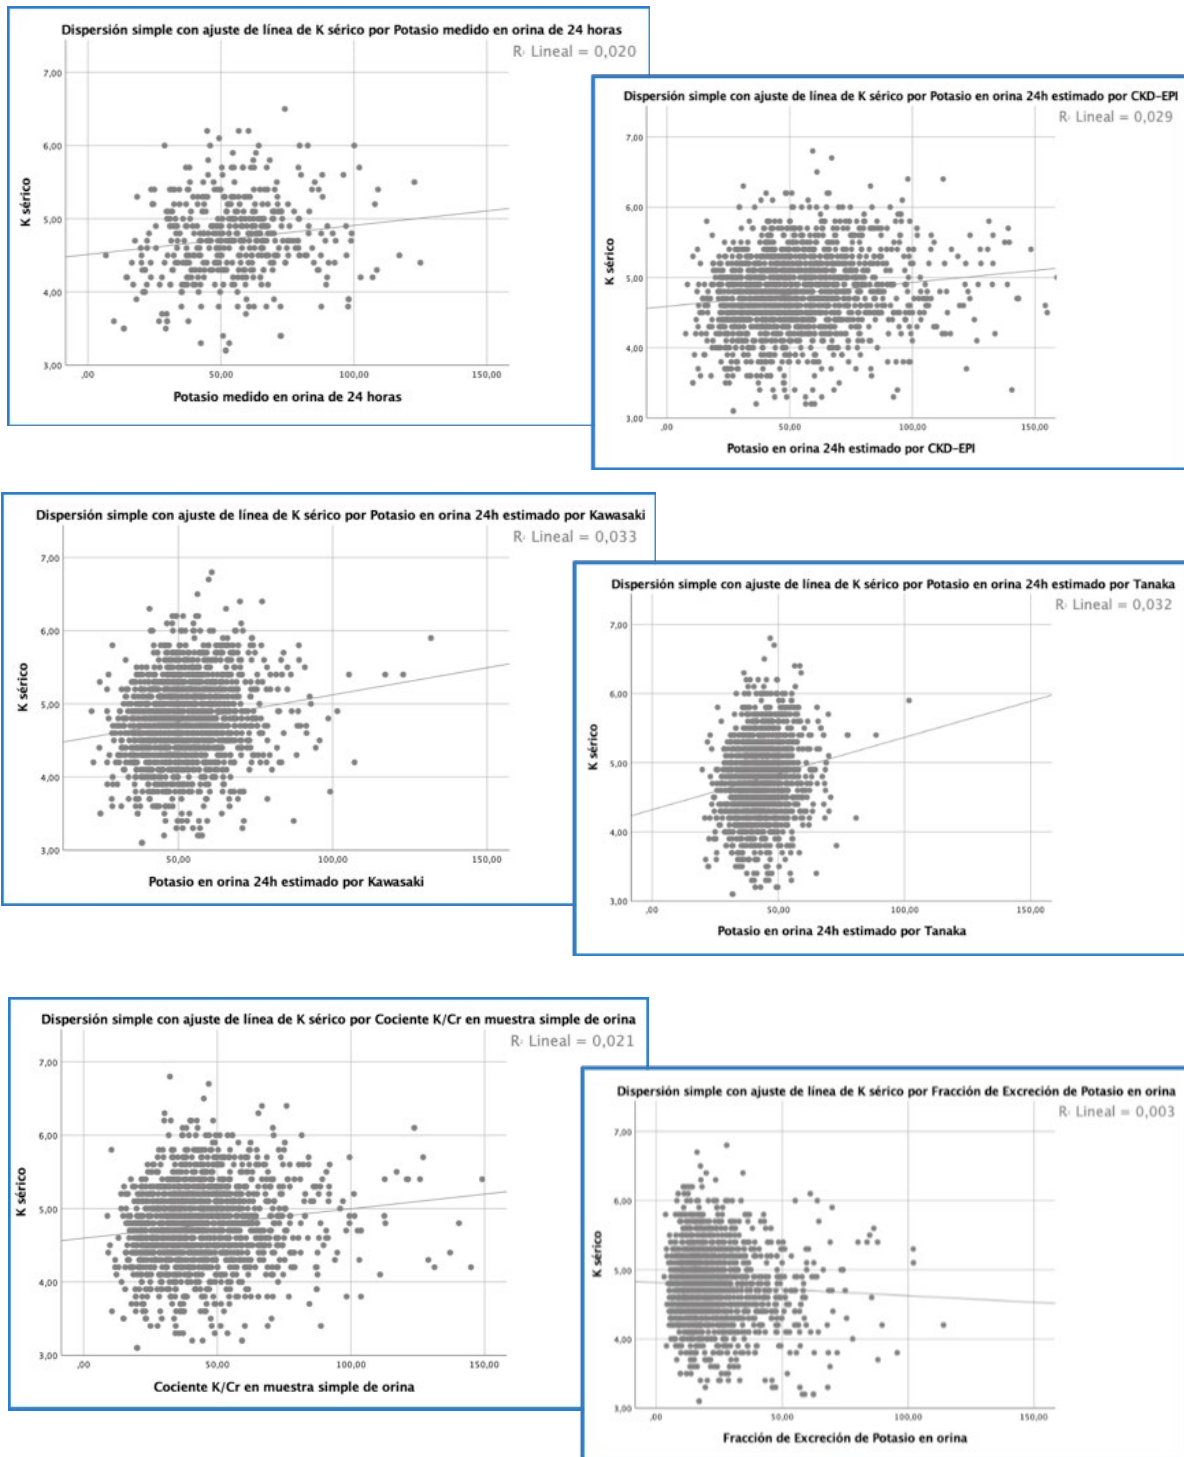 Dispersión simple con ajuste de línea de K sérico por Potasio medido en orina de 24 horas
R² Lineal = 0,020
7,00
6,00
5,00
4,00
3,00
K sérico
,00
50,00
100,00
150,00
Potasio medido en orina de 24 horas
Dispersión simple con ajuste de línea de K sérico por Potasio en orina 24h estimado por CKD-EPI
R² Lineal = 0,029
7,00
6,00
5,00
4,00
3,00
K sérico
,00
50,00
100,00
150,00
Potasio en orina 24h estimado por CKD-EPI
Dispersión simple con ajuste de línea de K sérico por Potasio en orina 24h estimado por Kawasaki
R² Lineal = 0,033
7,00
6,00
5,00
4,00
3,00
K sérico
50,00
100,00
150,00
Potasio en orina 24h estimado por Kawasaki
Dispersión simple con ajuste de línea de K sérico por Potasio en orina 24h estimado por Tanaka
R² Lineal = 0,032
7,00
6,00
5,00
4,00
3,00
K sérico
,00
50,00
100,00
150,00
Potasio en orina 24h estimado por Tanaka
Dispersión simple con ajuste de línea de K sérico por Cociente K/Cr en muestra simple de orina
R² Lineal = 0,021
7,00
6,00
5,00
4,00
3,00
K sérico
,00
50,00
100,00
150,00
Cociente K/Cr en muestra simple de orina
Dispersión simple con ajuste de línea de K sérico por Fracción de Excreción de Potasio en orina
R² Lineal = 0,003
7,00
6,00
5,00
4,00
3,00
K sérico
,00
50,00
100,00
150,00
Fracción de Excreción de Potasio en orina